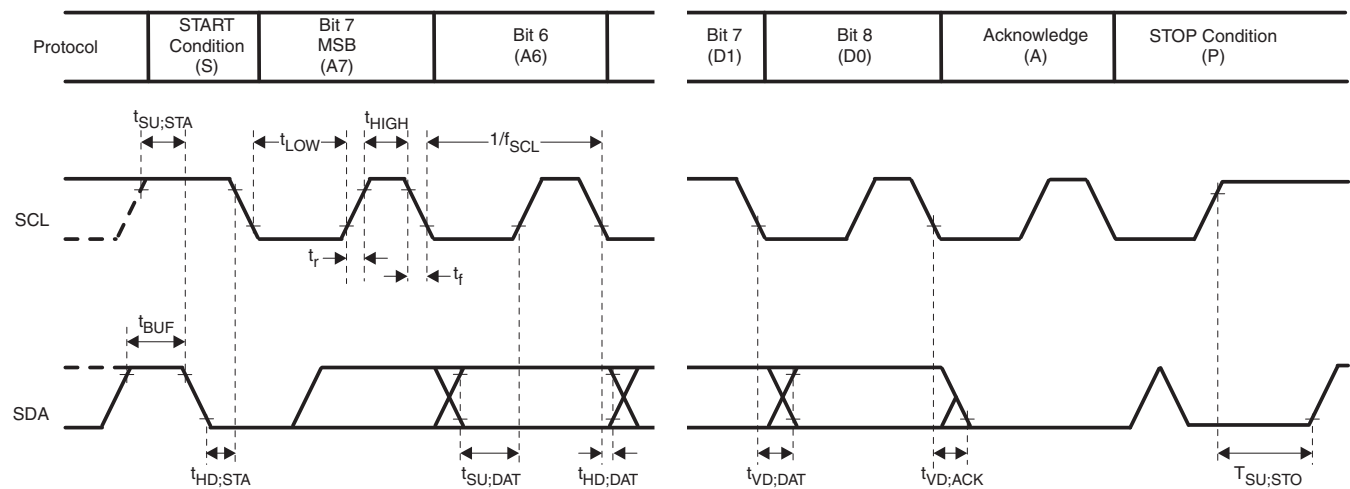 Protocol
START
Condition
(S)
Bit 7
MSB
(A7)
Bit 6
(A6)
Bit 7
(D1)
Bit 8
(D0)
Acknowledge
(A)
STOP Condition
(P)
tSU;STA
tLOW
tHIGH
1/fSCL
SCL
tr
tf
tBUF
SDA
tHD;STA
tSU;DAT
tHD;DAT
tVD;DAT
tVD;ACK
TSU;STO